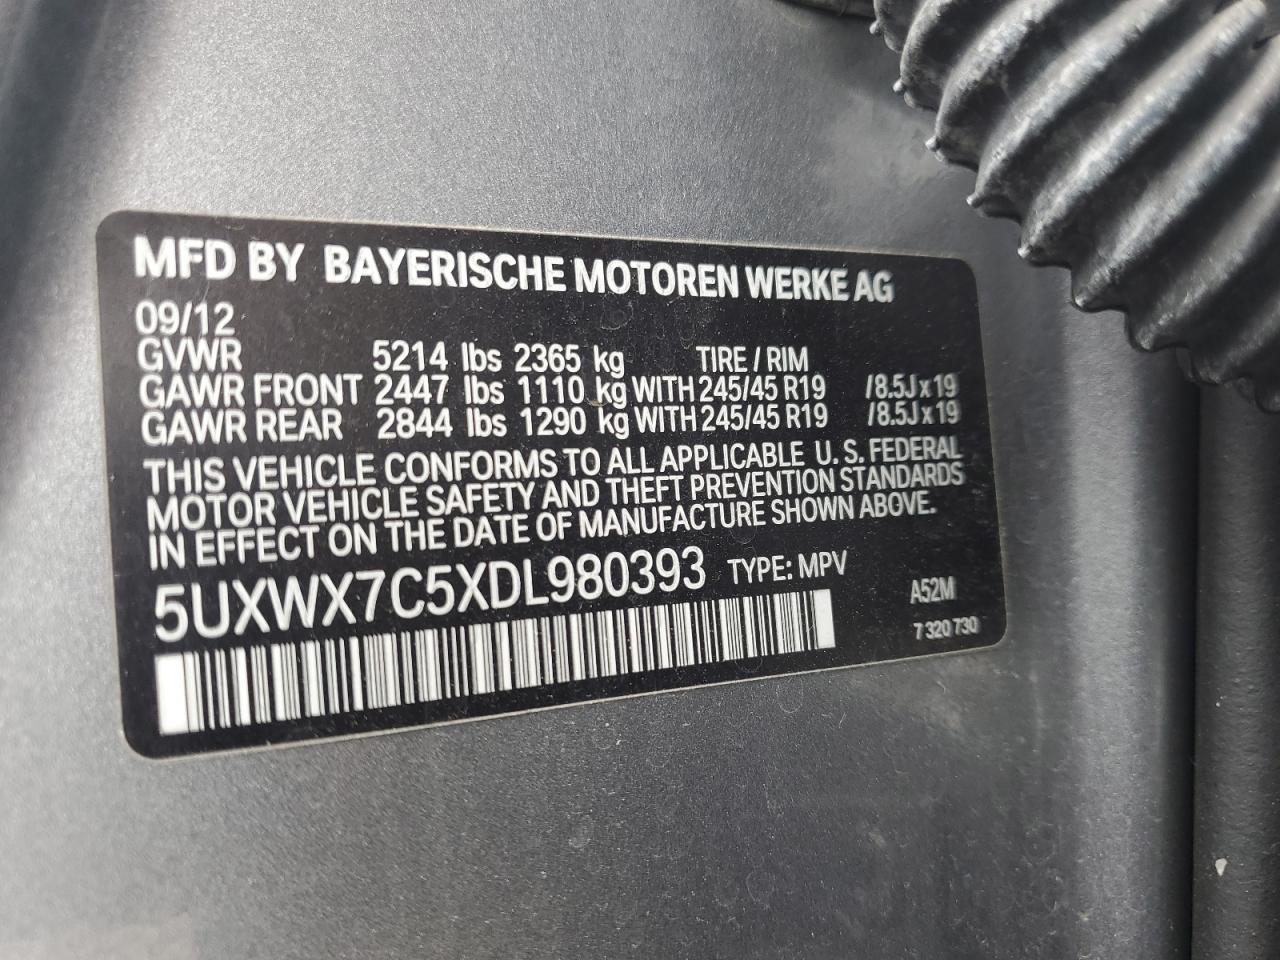 MFD BY BAYERISCHE MOTOREN WERKE AG
09/12
GVWR 5214 lbs 2365 kg TIRE / RIM
GAWR FRONT 2447 lbs 1110 kg WITH 245/45 R19 /8.5J x 19
GAWR REAR 2844 lbs 1290 kg WITH 245/45 R19 /8.5J x 19
THIS VEHICLE CONFORMS TO ALL APPLICABLE U.S. FEDERAL
MOTOR VEHICLE SAFETY AND THEFT PREVENTION STANDARDS
IN EFFECT ON THE DATE OF MANUFACTURE SHOWN ABOVE.
5UXWX7C5XDL980393 TYPE: MPV
A52M
7 320 730